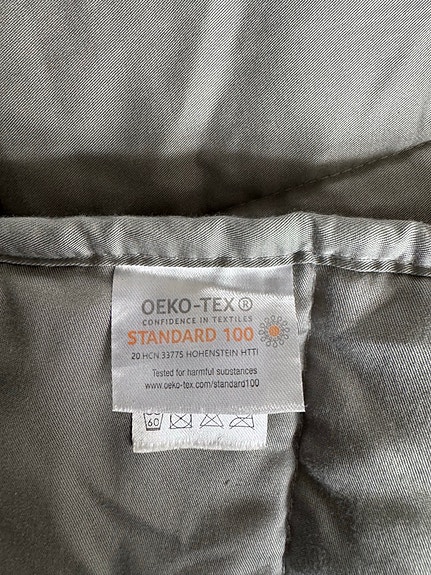 OEKO-TEX®
CONFIDENCE IN TEXTILES
STANDARD 100
20 HCN 33775 HOHENSTEIN HTTI
Tested for harmful substances
www.oeko-tex.com/standard100
60